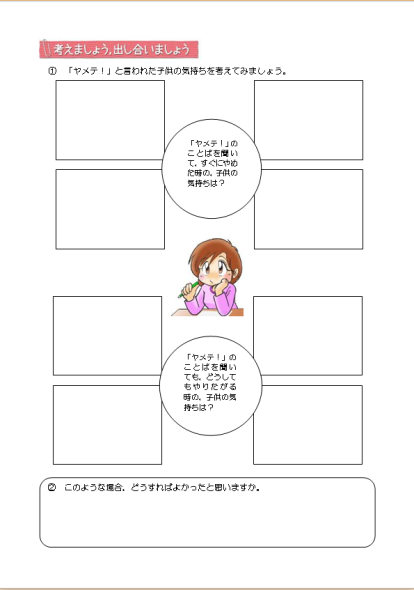 考えましょう,出し合いましょう
① 「ヤメテ!」と言われた子供の気持ちを考えてみましょう。
「ヤメテ!」の
ことばを聞い
て、すぐにやめ
た時の、子供の
気持ちは?
「ヤメテ!」の
ことばを聞い
ても、どうして
もやりたがる
時の、子供の気
持ちは?
② このような場合、どうすればよかったと思いますか。